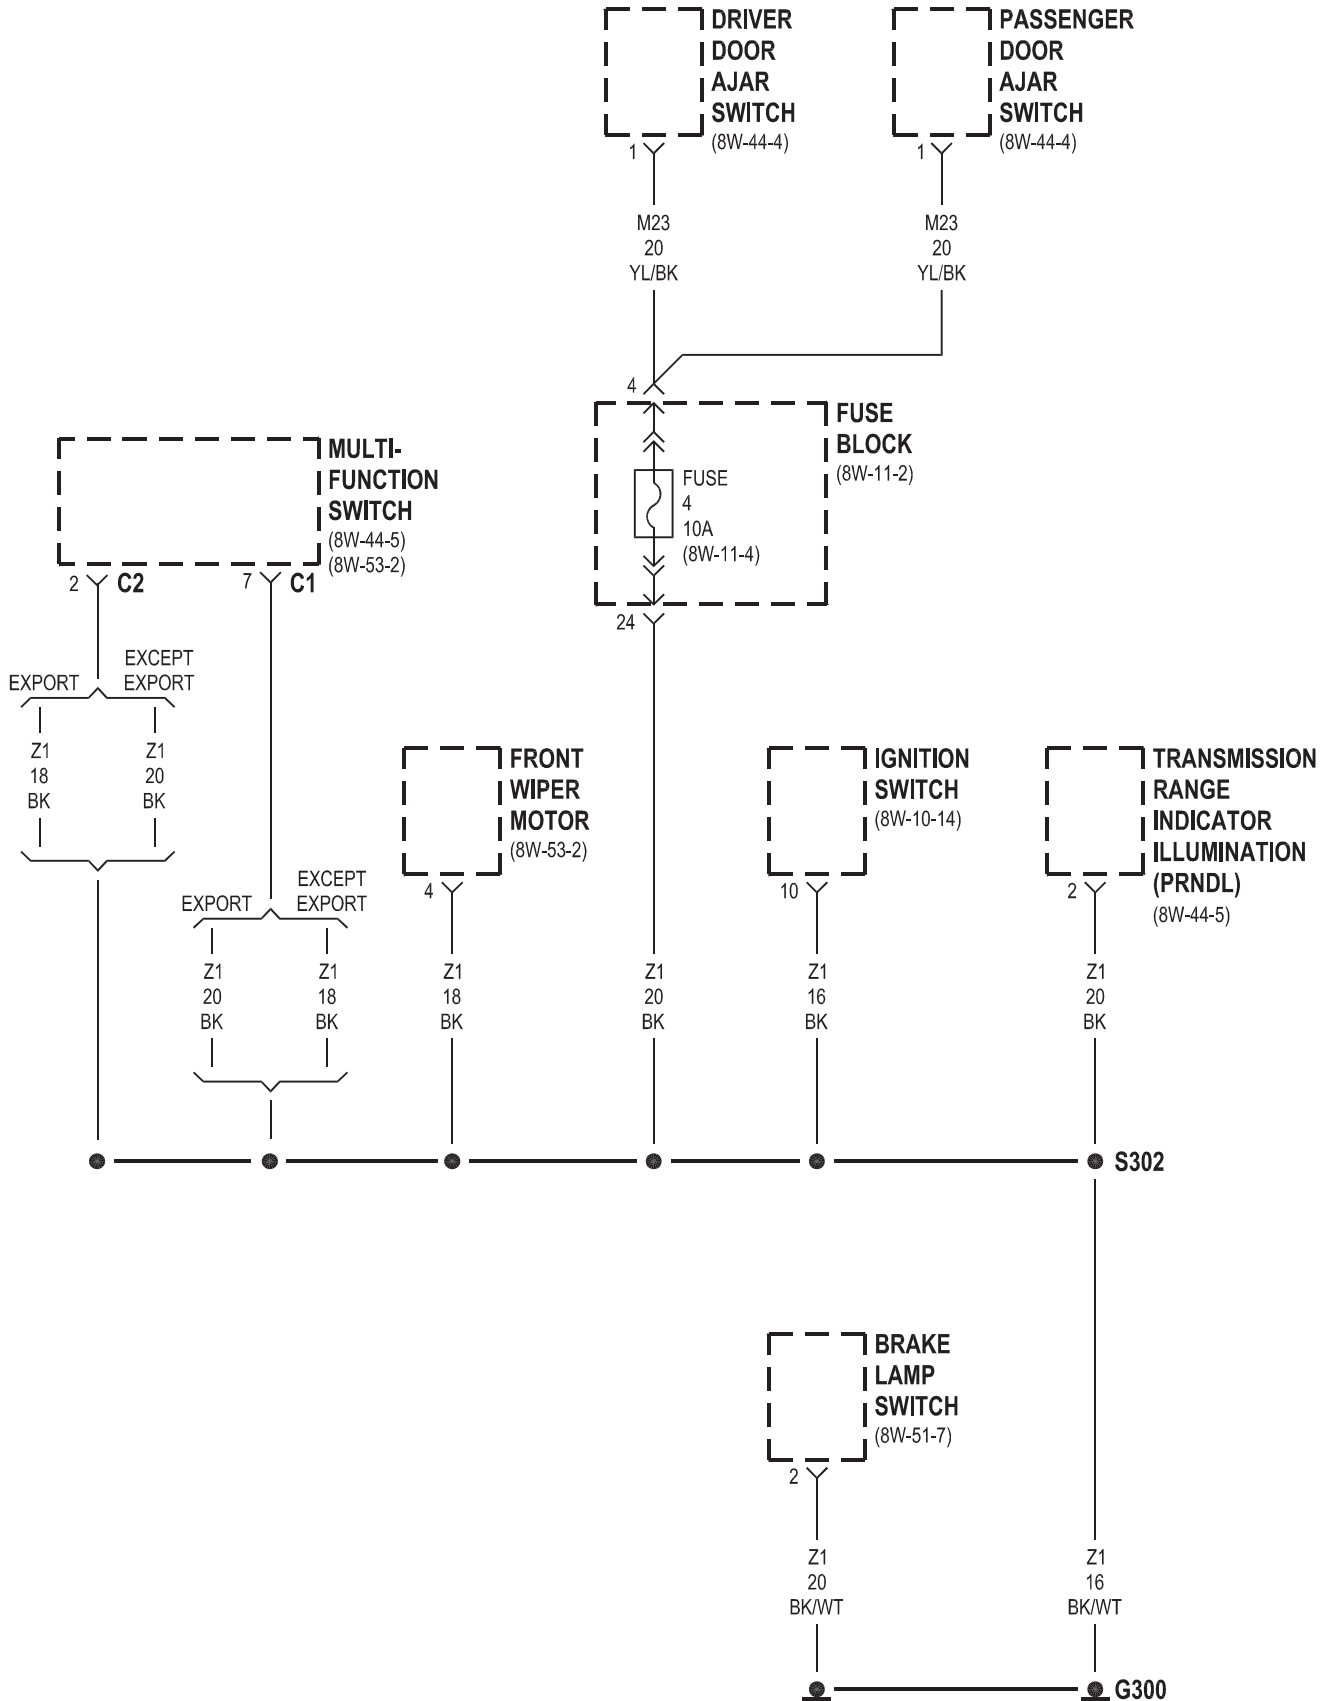 DRIVER
DOOR
AJAR
SWITCH
(8W-44-4)
1
M23
20
YL/BK
PASSENGER
DOOR
AJAR
SWITCH
(8W-44-4)
1
M23
20
YL/BK
4
FUSE
BLOCK
(8W-11-2)
FUSE
4
10A
(8W-11-4)
24
MULTI-
FUNCTION
SWITCH
(8W-44-5)
(8W-53-2)
2
C2
7
C1
EXPORT
EXCEPT
EXPORT
Z1
18
BK
Z1
20
BK
EXPORT
EXCEPT
EXPORT
Z1
20
BK
Z1
18
BK
FRONT
WIPER
MOTOR
(8W-53-2)
4
Z1
18
BK
Z1
20
BK
IGNITION
SWITCH
(8W-10-14)
10
Z1
16
BK
TRANSMISSION
RANGE
INDICATOR
ILLUMINATION
(PRNDL)
(8W-44-5)
2
Z1
20
BK
S302
BRAKE
LAMP
SWITCH
(8W-51-7)
2
Z1
20
BK/WT
Z1
16
BK/WT
G300